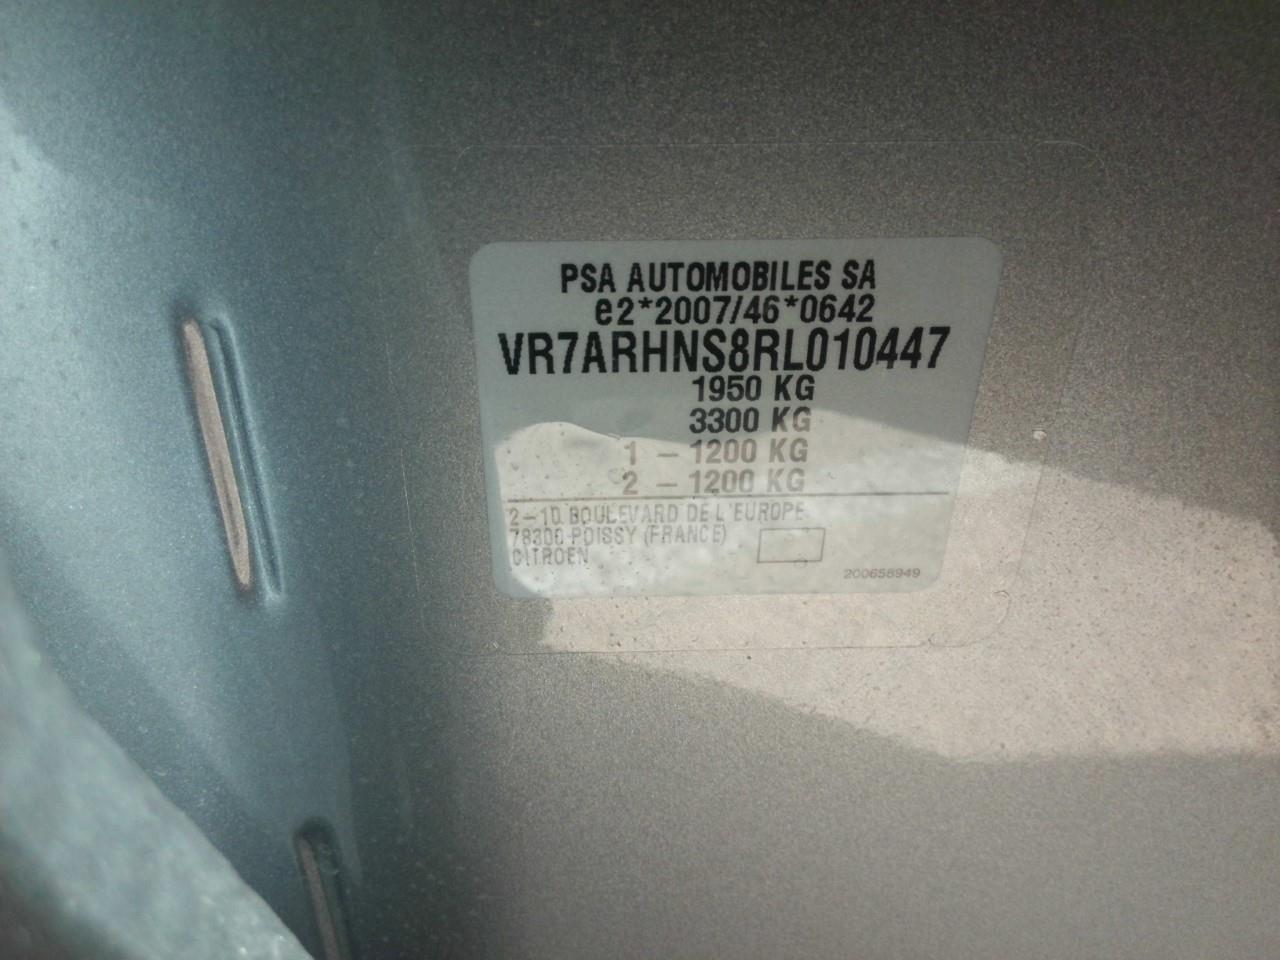 PSA AUTOMOBILES SA
e2*2007/46*0642
VR7ARHNS8RL010447
1950 KG
3300 KG
1 – 1200 KG
2 – 1200 KG
2–10 BOULEVARD DE L'EUROPE
78300 POISSY (FRANCE)
CITROEN
200658949